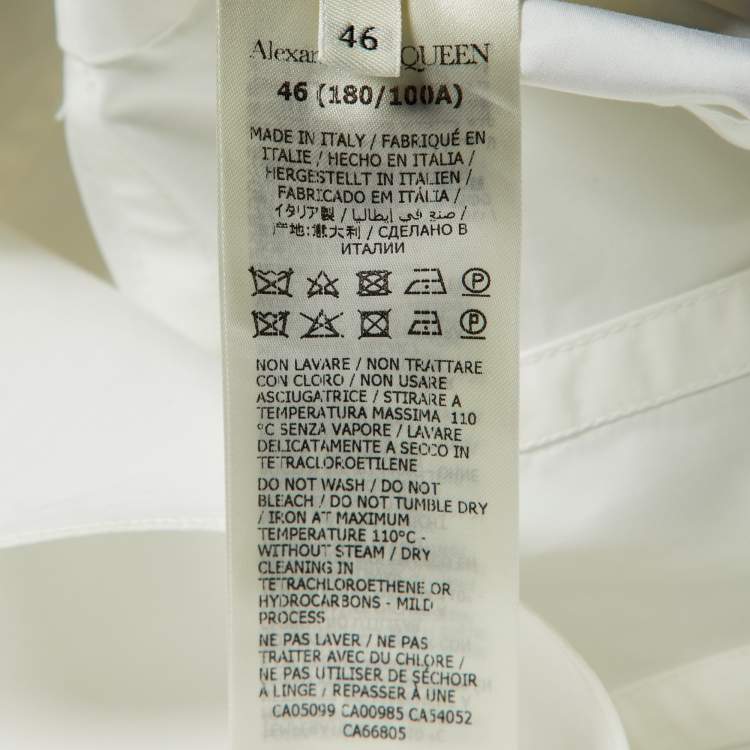 46
Alexan QUEEN
46 (180/100A)
MADE IN ITALY / FABRIQUÉ EN
ITALIE / HECHO EN ITALIA /
HERGESTELLT IN ITALIEN /
FABRICADO EM ITÁLIA /
イタリア製 / صنع في إيطاليا /
产地:意大利 / СДЕЛАНО В
ИТАЛИИ
P
P
NON LAVARE / NON TRATTARE
CON CLORO / NON USARE
ASCIUGATRICE / STIRARE A
TEMPERATURA MASSIMA 110
°C SENZA VAPORE / LAVARE
DELICATAMENTE A SECCO IN
TETRACLOROETILENE
DO NOT WASH / DO NOT
BLEACH / DO NOT TUMBLE DRY
/ IRON AT MAXIMUM
TEMPERATURE 110°C -
WITHOUT STEAM / DRY
CLEANING IN
TETRACHLOROETHENE OR
HYDROCARBONS - MILD
PROCESS
NE PAS LAVER / NE PAS
TRAITER AVEC DU CHLORE /
NE PAS UTILISER DE SÉCHOIR
A LINGE / REPASSER À UNE
CA05099 CA00985 CA54052
CA66805